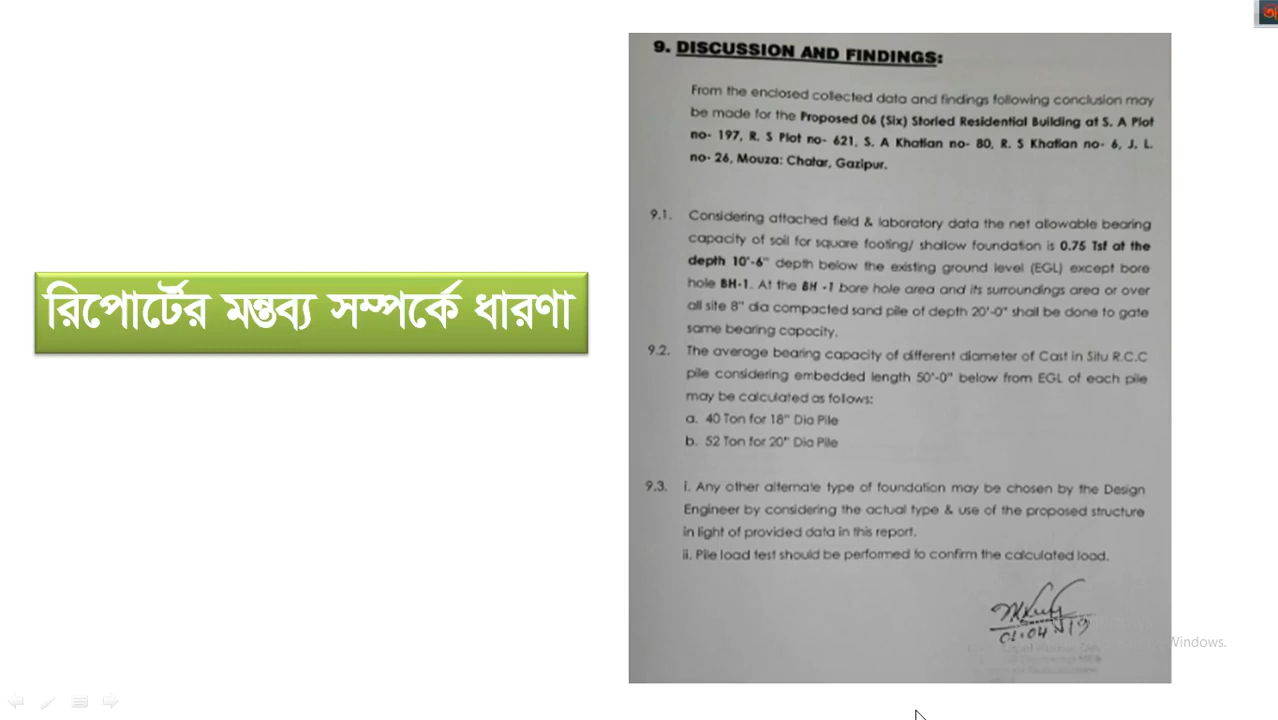 রিপোর্টের মন্তব্য সম্পর্কে ধারণা
9. DISCUSSION AND FINDINGS:
From the enclosed collected data and findings following conclusion may
be made for the Proposed 06 (Six) Storied Residential Building at S. A Plot
no- 197, R. S Plot no- 621, S. A Khatian no- 80, R. S Khatian no- 6, J. L.
no- 26, Mouza: Chatar, Gazipur.
9.1. Considering attached field & laboratory data the net allowable bearing
capacity of soil for square footing/ shallow foundation is 0.75 Tsf at the
depth 10'-6" depth below the existing ground level (EGL) except bore
hole BH-1. At the BH -1 bore hole area and its surroundings area or over
all site 8" dia compacted sand pile of depth 20'-0" shall be done to gate
same bearing capacity.
9.2. The average bearing capacity of different diameter of Cast in Situ R.C.C
pile considering embedded length 50'-0" below from EGL of each pile
may be calculated as follows:
a. 40 Ton for 18" Dia Pile
b. 52 Ton for 20" Dia Pile
9.3. i. Any other alternate type of foundation may be chosen by the Design
Engineer by considering the actual type & use of the proposed structure
in light of provided data in this report.
ii. Pile load test should be performed to confirm the calculated load.
Windows.